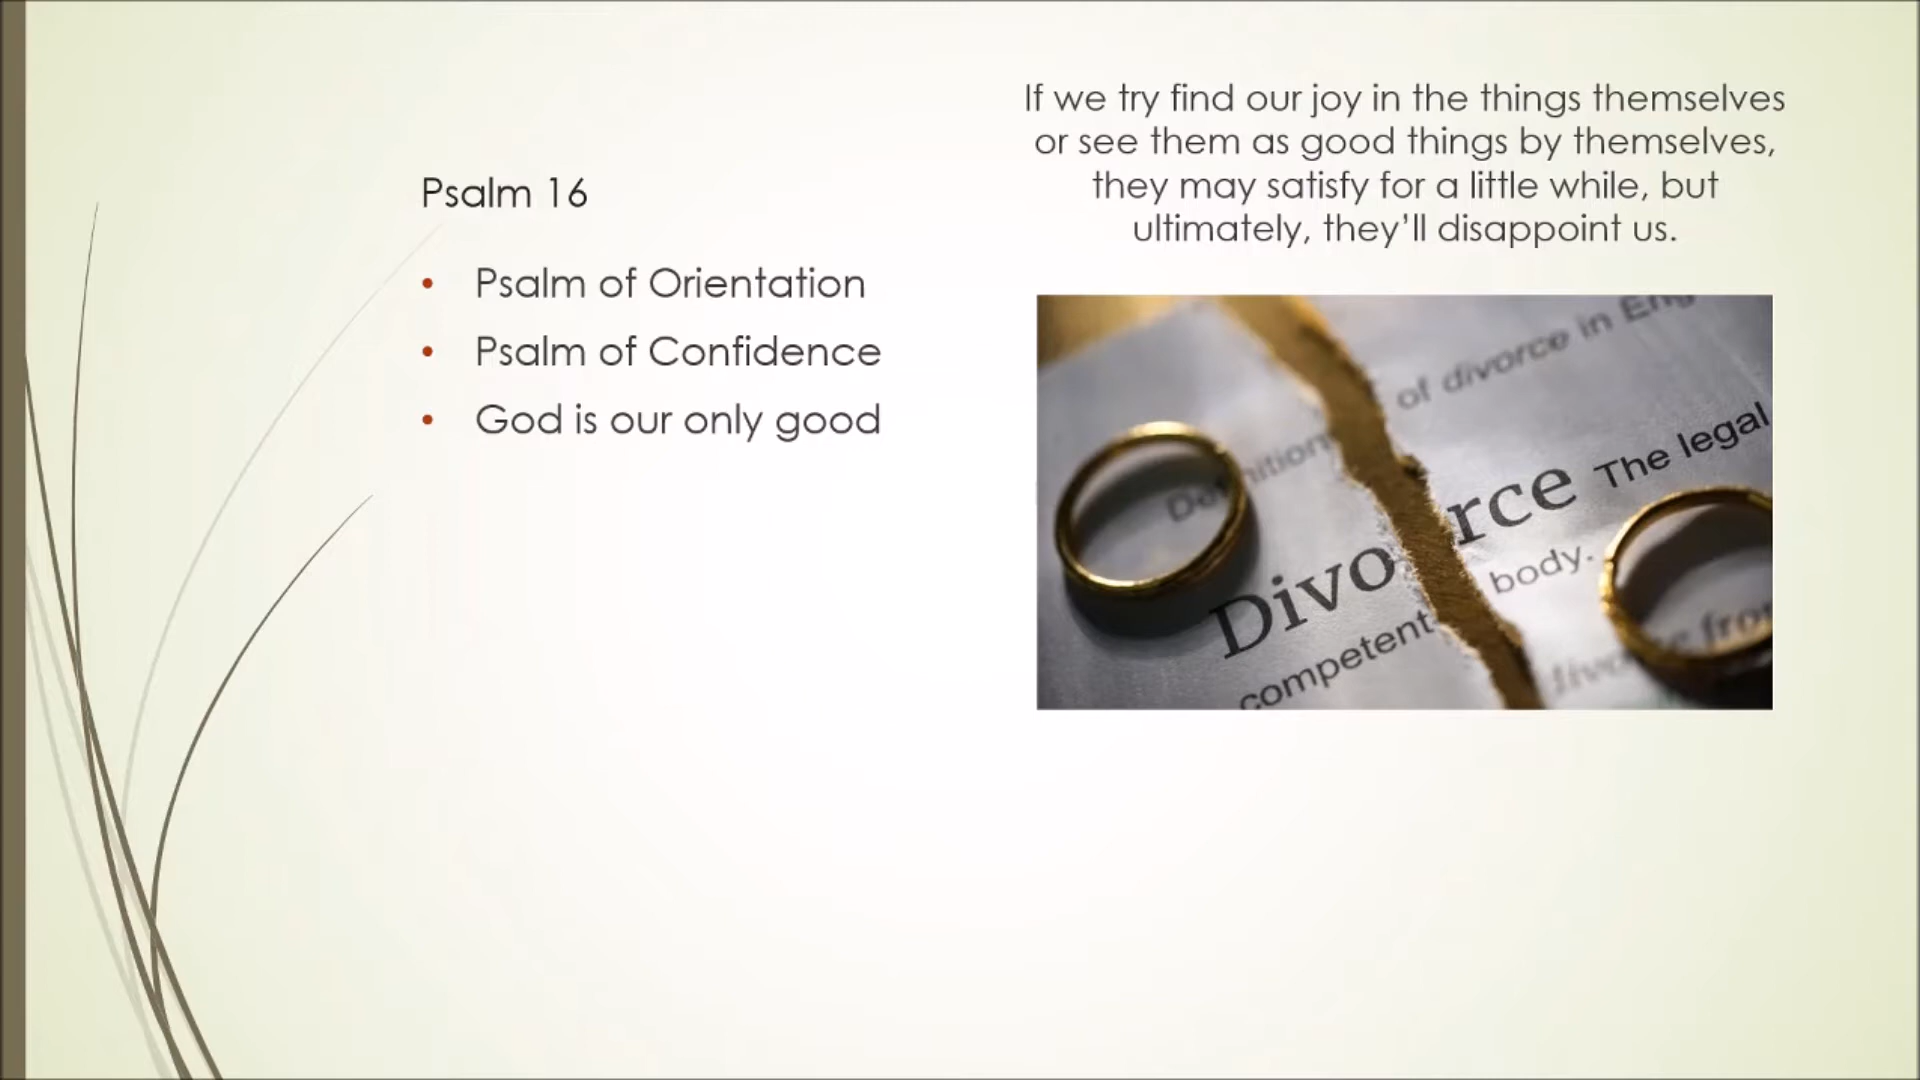 Psalm 16
• Psalm of Orientation
• Psalm of Confidence
• God is our only good
If we try find our joy in the things themselves
or see them as good things by themselves,
they may satisfy for a little while, but
ultimately, they’ll disappoint us.
of divorce in Eng
Divo rce The legal
competent body.
from